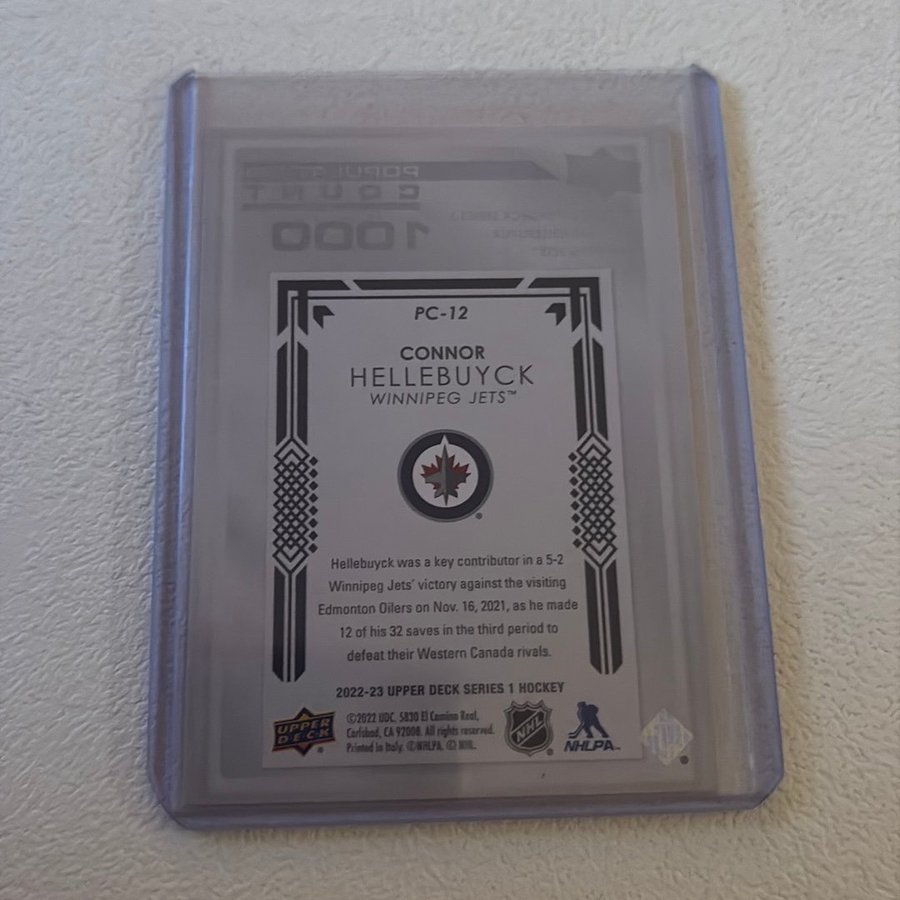 COUNT
1000
PC-12
CONNOR
HELLEBUYCK
WINNIPEG JETS™
Hellebuyck was a key contributor in a 5-2
Winnipeg Jets' victory against the visiting
Edmonton Oilers on Nov. 16, 2021, as he made
12 of his 32 saves in the third period to
defeat their Western Canada rivals.
2022-23 UPPER DECK SERIES 1 HOCKEY
UPPER
DECK
©2022 UDC. 5830 El Camino Real,
Carlsbad, CA 92008. All rights reserved.
Printed in Italy. ©NHLPA. © NHL.
NHL
NHLPA™